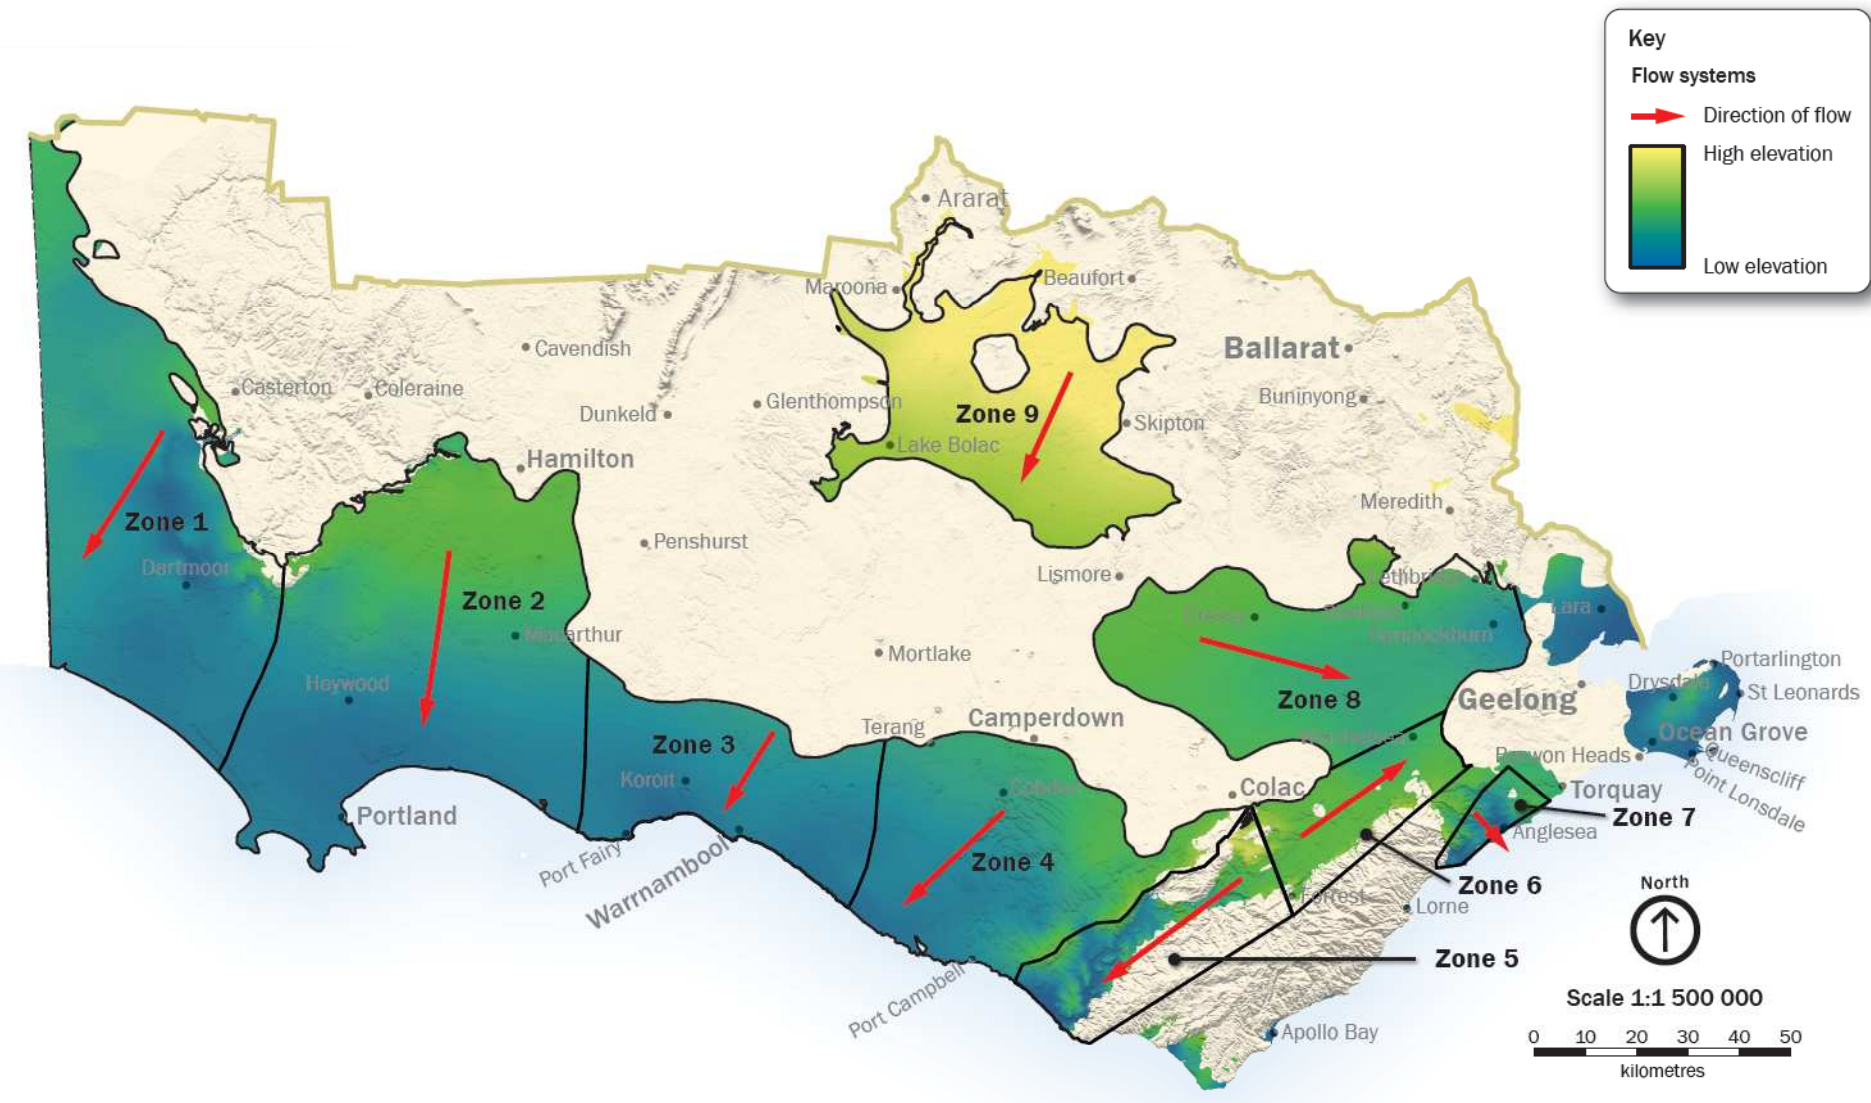 Key
Flow systems
Direction of flow
High elevation
Low elevation
Ararat
Maroona
Beaufort
Cavendish
Ballarat
Casterton
Coleraine
Dunkeld
Glenthompson
Zone 9
Skipton
Buninyong
Lake Bolac
Hamilton
Meredith
Zone 1
Penshurst
Dartmoor
Lismore
Zone 2
Lara
Macarthur
Mortlake
Portarlington
Heywood
Drysdale
St Leonards
Zone 8
Geelong
Terang
Camperdown
Zone 3
Ocean Grove
Barwon Heads
Queenscliff
Point Lonsdale
Koroit
Cobden
Colac
Torquay
Portland
Zone 7
Anglesea
Port Fairy
Warrnambool
Zone 4
Zone 6
Forrest
Lorne
North
Zone 5
Port Campbell
Scale 1:1 500 000
Apollo Bay
0 10 20 30 40 50
kilometres